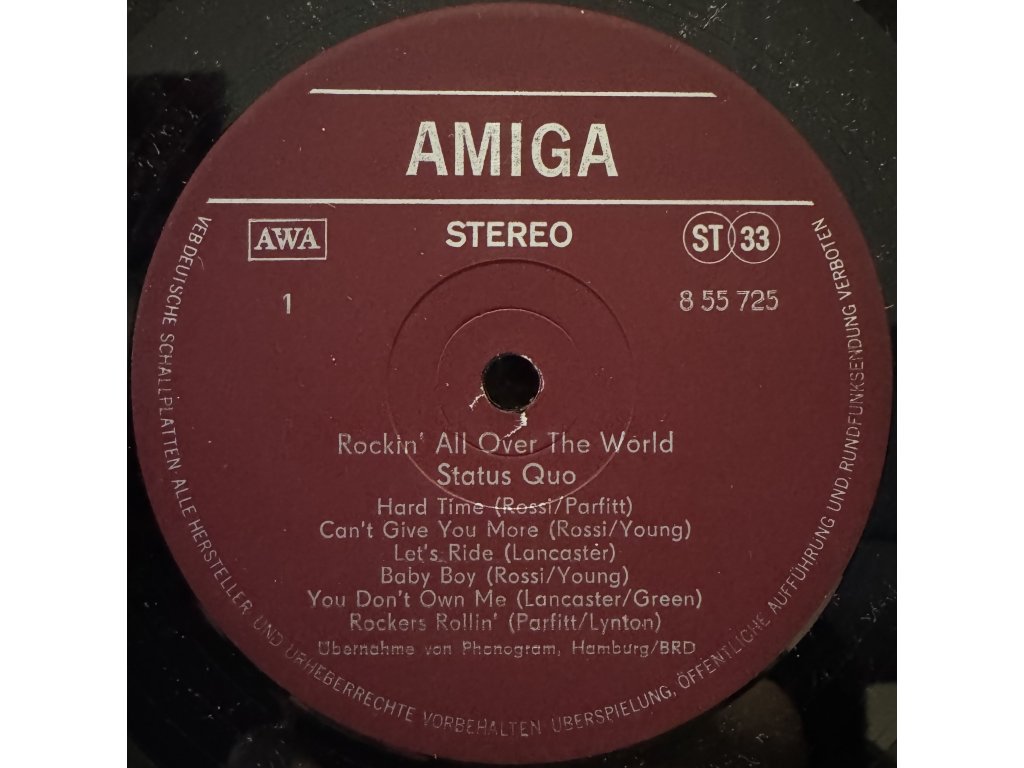 AMIGA
AWA
STEREO
ST 33
1
8 55 725
Rockin' All Over The World
Status Quo
Hard Time (Rossi/Parfitt)
Can't Give You More (Rossi/Young)
Let's Ride (Lancaster)
Baby Boy (Rossi/Young)
You Don't Own Me (Lancaster/Green)
Rockers Rollin' (Parfitt/Lynton)
Übernahme von Phonogram, Hamburg/BRD
VEB DEUTSCHE SCHALLPLATTEN · ALLE HERSTELLER- UND URHEBERRECHTE VORBEHALTEN ÜBERSPIELUNG, ÖFFENTLICHE AUFFÜHRUNG UND RUNDFUNKSENDUNG VERBOTEN